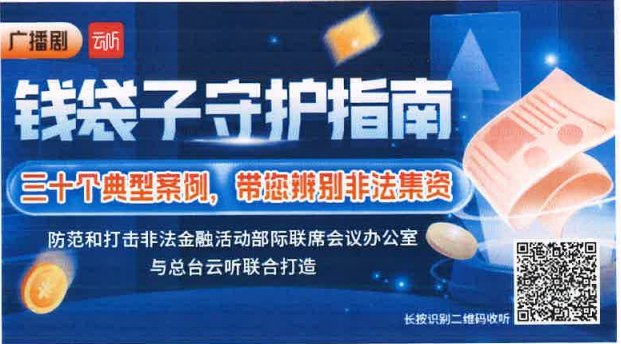 广播剧 云听
钱袋子守护指南
三十个典型案例，带您辨别非法集资
防范和打击非法金融活动部际联席会议办公室
与总台云听联合打造
长按识别二维码收听